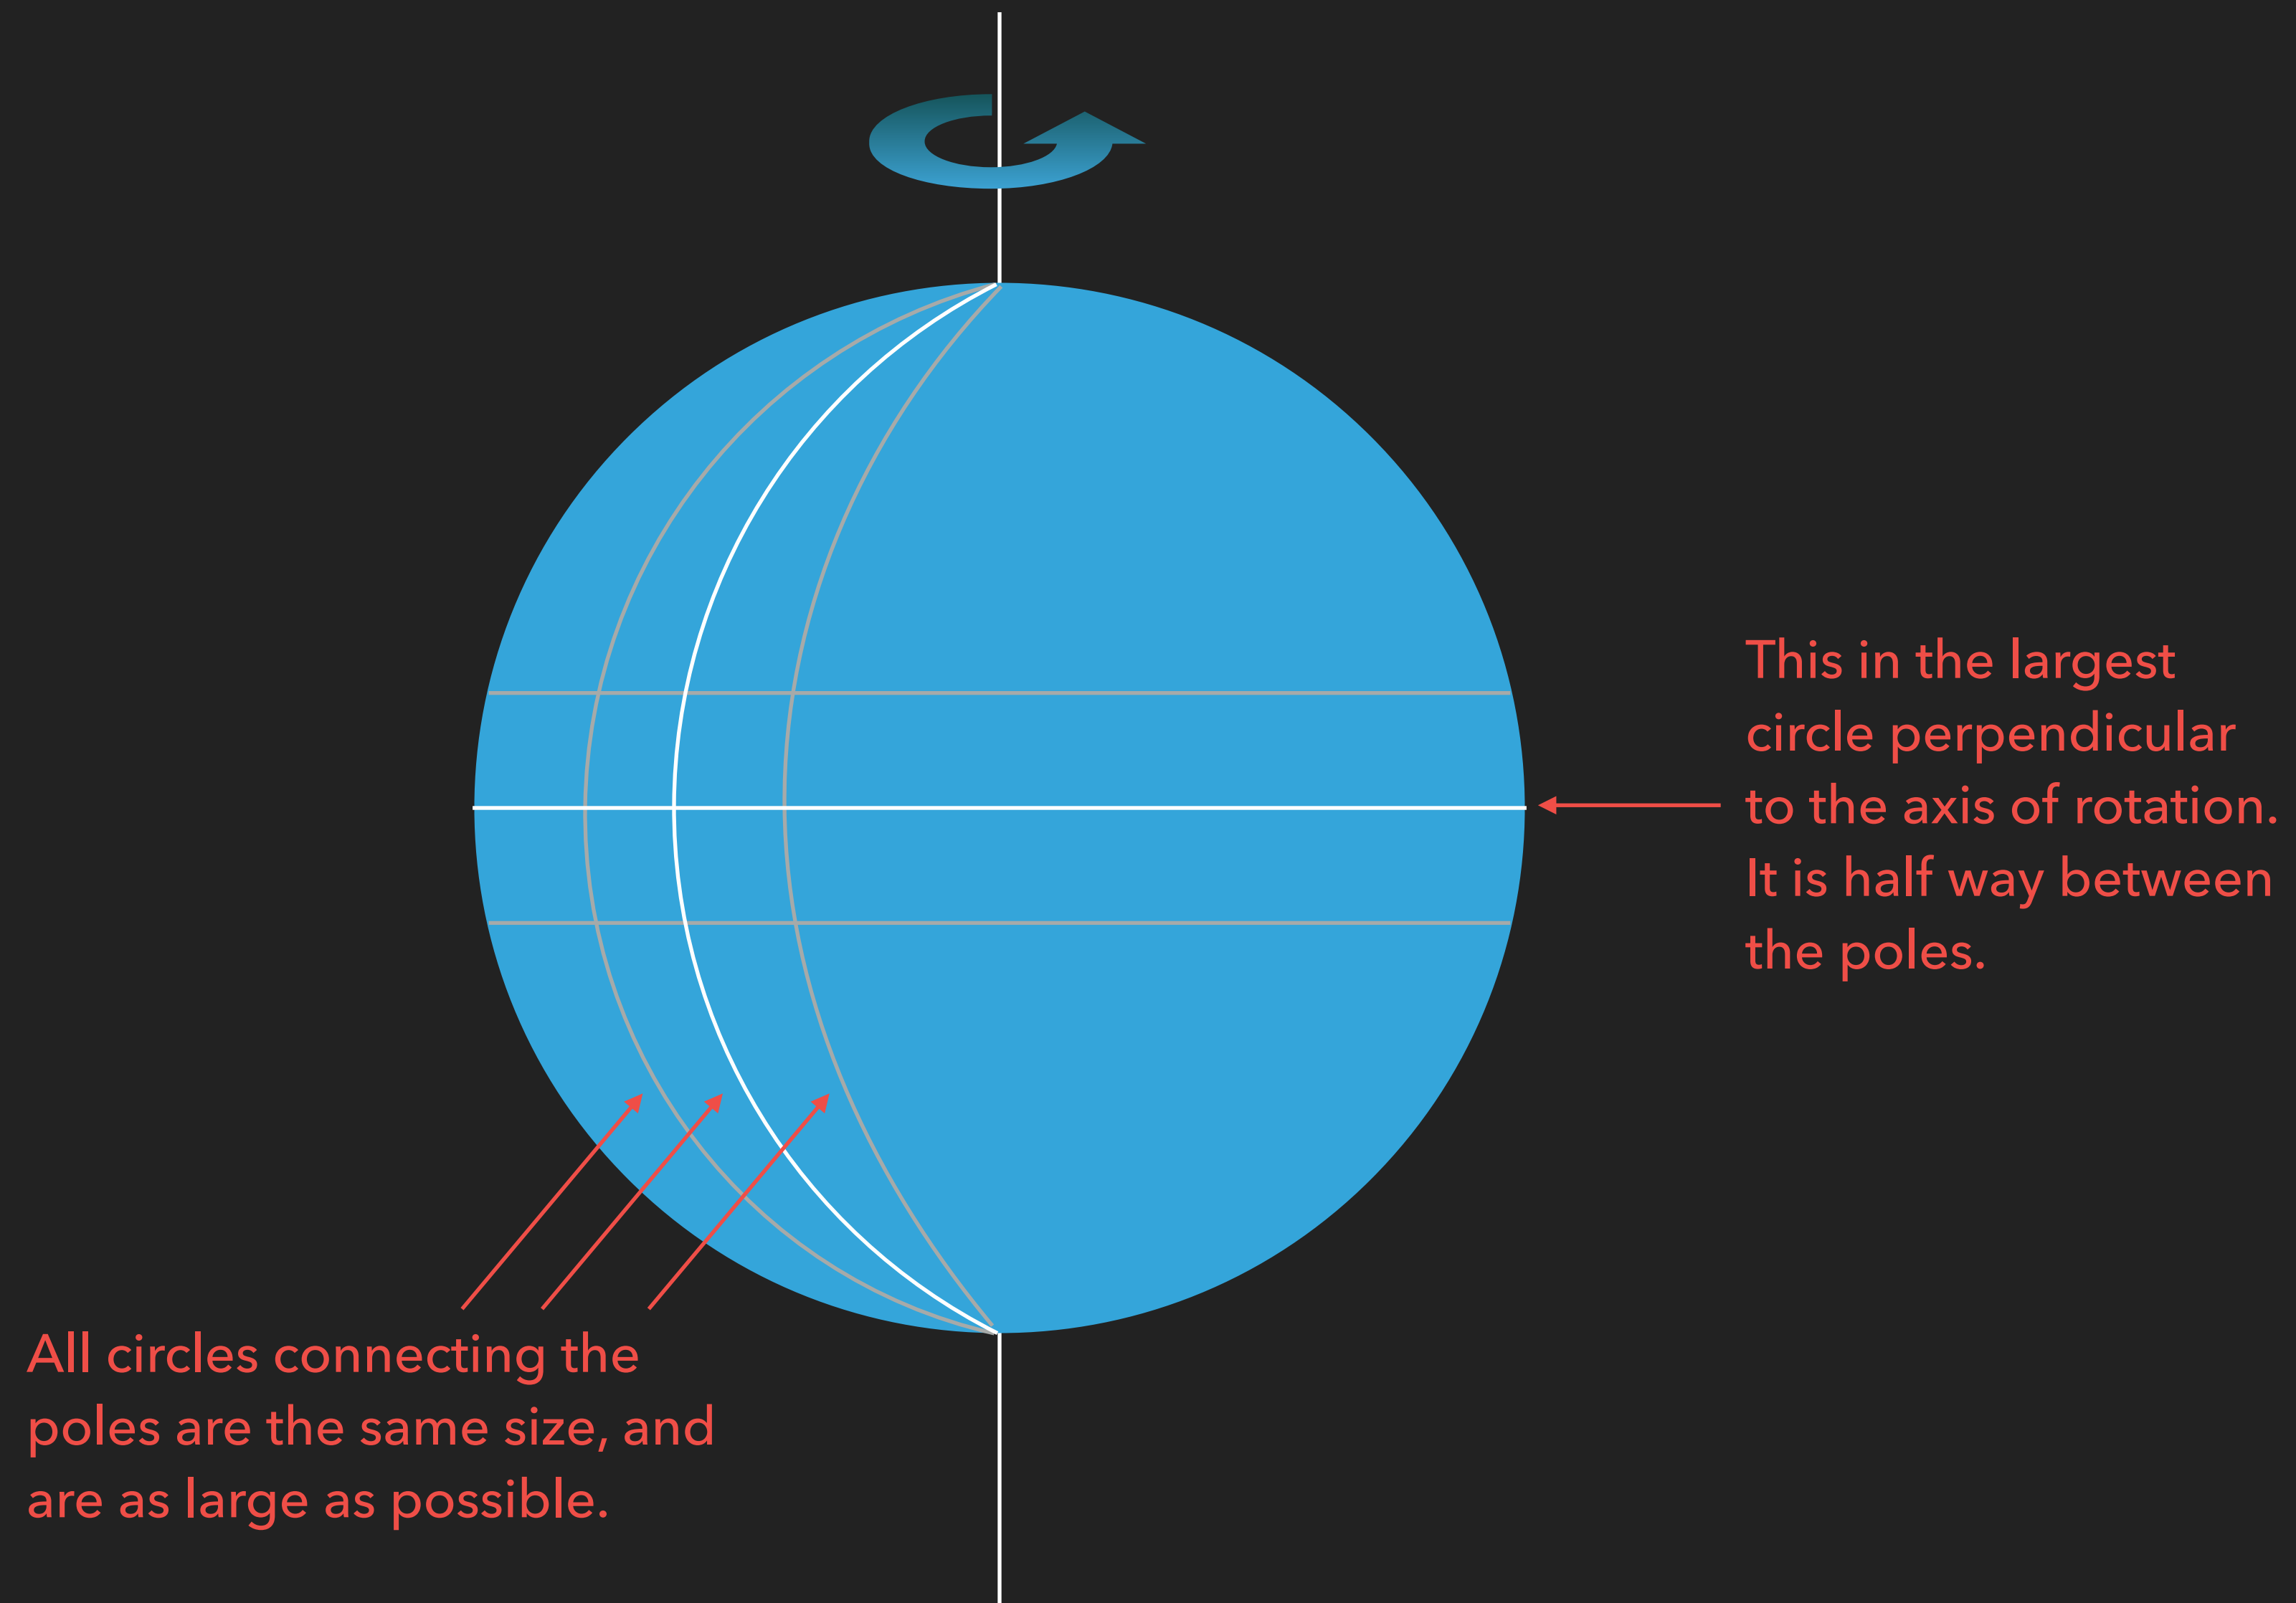 This in the largest
circle perpendicular
to the axis of rotation.
It is half way between
the poles.
All circles connecting the
poles are the same size, and
are as large as possible.